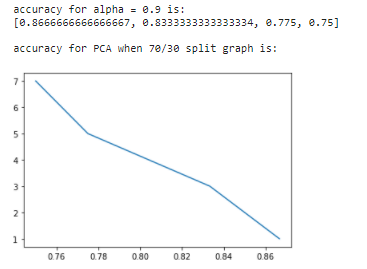 accuracy for alpha = 0.9 is:
[0.8666666666666667, 0.8333333333333334, 0.775, 0.75]
accuracy for PCA when 70/30 split graph is:
7
6
5
4
3
2
1
0.76 0.78 0.80 0.82 0.84 0.86